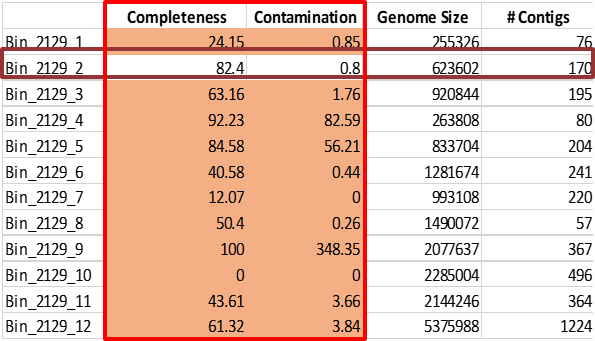 Completeness Contamination Genome Size # Contigs
Bin_2129_1 24.15 0.85 255326 76
Bin_2129_2 82.4 0.8 623602 170
Bin_2129_3 63.16 1.76 920844 195
Bin_2129_4 92.23 82.59 263808 80
Bin_2129_5 84.58 56.21 833704 204
Bin_2129_6 40.58 0.44 1281674 241
Bin_2129_7 12.07 0 993108 220
Bin_2129_8 50.4 0.26 1490072 57
Bin_2129_9 100 348.35 2077637 367
Bin_2129_10 0 0 2285004 496
Bin_2129_11 43.61 3.66 2144246 364
Bin_2129_12 61.32 3.84 5375988 1224